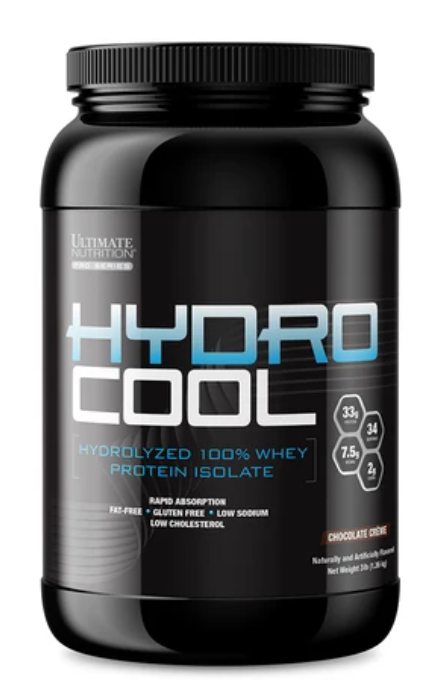 ULTIMATE
NUTRITION®
PRO SERIES
HYDRO
COOL
HYDROLYZED 100% WHEY
PROTEIN ISOLATE
RAPID ABSORPTION
FAT-FREE • GLUTEN FREE • LOW SODIUM
LOW CHOLESTEROL
33g
34
7.5g
2g
CHOCOLATE CRÈME
Naturally and Artificially Flavored
Net Weight 3lb (1.36 kg)